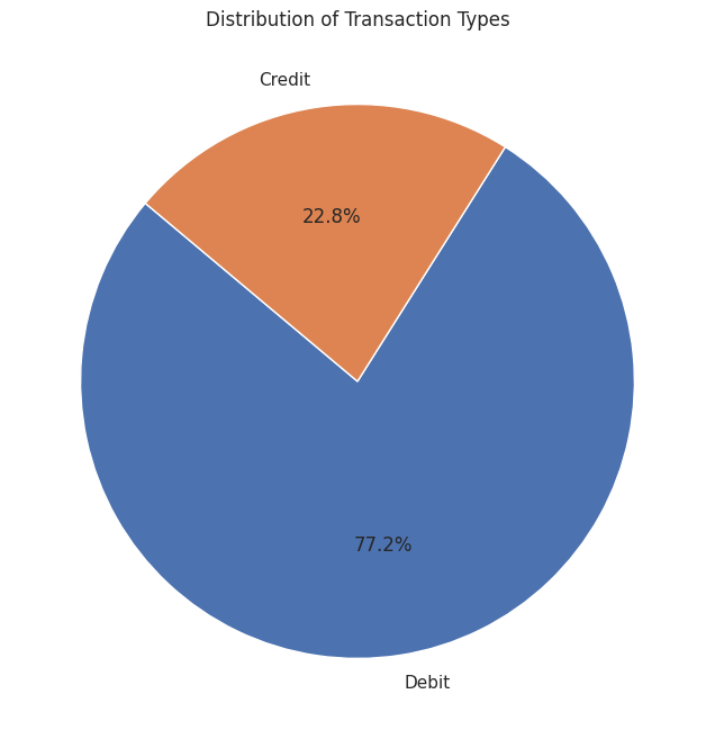 Distribution of Transaction Types
Credit
22.8%
77.2%
Debit